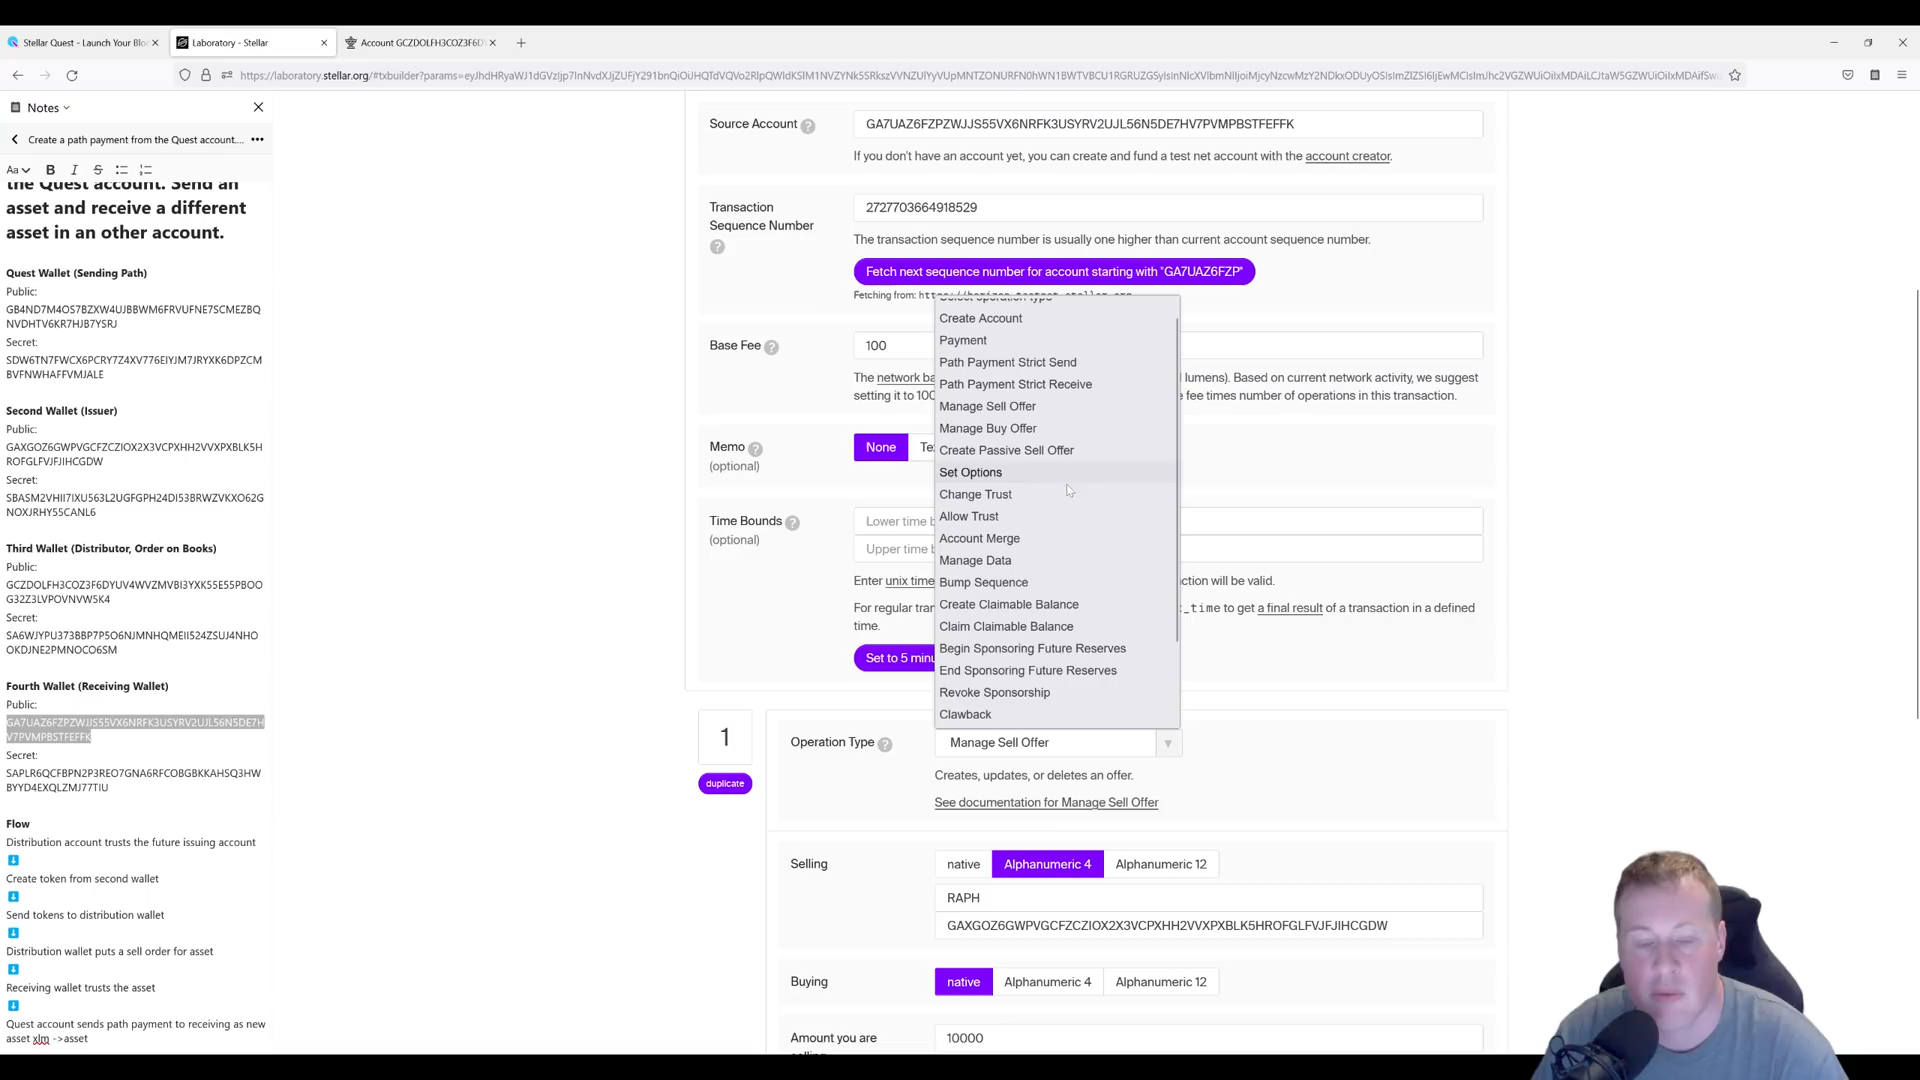 Stellar Quest - Launch Your Bloc
Laboratory - Stellar
Account GCZDOLFH3COZ3F6DY
https://laboratory.stellar.org/#txbuilder?params=
Notes
Create a path payment from the Quest account....
Aa
B
I
S
the Quest account. Send an
asset and receive a different
asset in an other account.
Quest Wallet (Sending Path)
Public:
GB4ND7M4OS7BZXW4UJBBWM6FRVUFNE7SCMEZBQ
NVDHTV6KR7HJB7YSRJ
Secret:
SDW6TN7FWCX6PCRY7Z4XV776EIYJM7JRYXK6DPZCM
BVFNWHAFFVMJALE
Second Wallet (Issuer)
Public:
GAXGOZ6GWPVGCFZCZIOX2X3VCPXHH2VVXPXBLK5H
ROFGLFVJFJIHCGDW
Secret:
SBASM2VHII7IXU563L2UGFGPH24DI53BRWZVKXO62G
NOXJRHY55CANL6
Third Wallet (Distributor, Order on Books)
Public:
GCZDOLFH3COZ3F6DYUV4WVZMVBI3YXK55E55PBOO
G32Z3LVPOVNVW5K4
Secret:
SA6WJYPU373BBP7P5O6NJMNHQMEII524ZSUJ4NHO
OKDJNE2PMNOCO6SM
Fourth Wallet (Receiving Wallet)
Public:
GA7UAZ6FZPZWJJS55VX6NRFK3USYRV2UJL56N5DE7H
V7PVMPBSTFEFFK
Secret:
SAPLR6QCFBPN2P3REO7GNA6RFCOBGBKKAHSQ3HW
BYYD4EXQLZMJ77TIU
Flow
Distribution account trusts the future issuing account
Create token from second wallet
Send tokens to distribution wallet
Distribution wallet puts a sell order for asset
Receiving wallet trusts the asset
Quest account sends path payment to receiving as new
asset xlm ->asset
Source Account ?
GA7UAZ6FZPZWJJS55VX6NRFK3USYRV2UJL56N5DE7HV7PVMPBSTFEFFK
If you don't have an account yet, you can create and fund a test net account with the account creator.
Transaction
Sequence Number
?
2727703664918529
The transaction sequence number is usually one higher than current account sequence number.
Fetch next sequence number for account starting with "GA7UAZ6FZP"
Fetching from: https://horizon-testnet.stellar.org
Base Fee ?
100
The network ba
lumens). Based on current network activity, we suggest
setting it to 100
e fee times number of operations in this transaction.
Memo ?
(optional)
None
Te
Time Bounds ?
(optional)
Lower time b
Upper time b
Enter unix time
ction will be valid.
For regular tran
x_time to get a final result of a transaction in a defined
time.
Set to 5 minu
Select operation type
Create Account
Payment
Path Payment Strict Send
Path Payment Strict Receive
Manage Sell Offer
Manage Buy Offer
Create Passive Sell Offer
Set Options
Change Trust
Allow Trust
Account Merge
Manage Data
Bump Sequence
Create Claimable Balance
Claim Claimable Balance
Begin Sponsoring Future Reserves
End Sponsoring Future Reserves
Revoke Sponsorship
Clawback
1
duplicate
Operation Type ?
Manage Sell Offer
Creates, updates, or deletes an offer.
See documentation for Manage Sell Offer
Selling
native
Alphanumeric 4
Alphanumeric 12
RAPH
GAXGOZ6GWPVGCFZCZIOX2X3VCPXHH2VVXPXBLK5HROFGLFVJFJIHCGDW
Buying
native
Alphanumeric 4
Alphanumeric 12
Amount you are
selling
10000